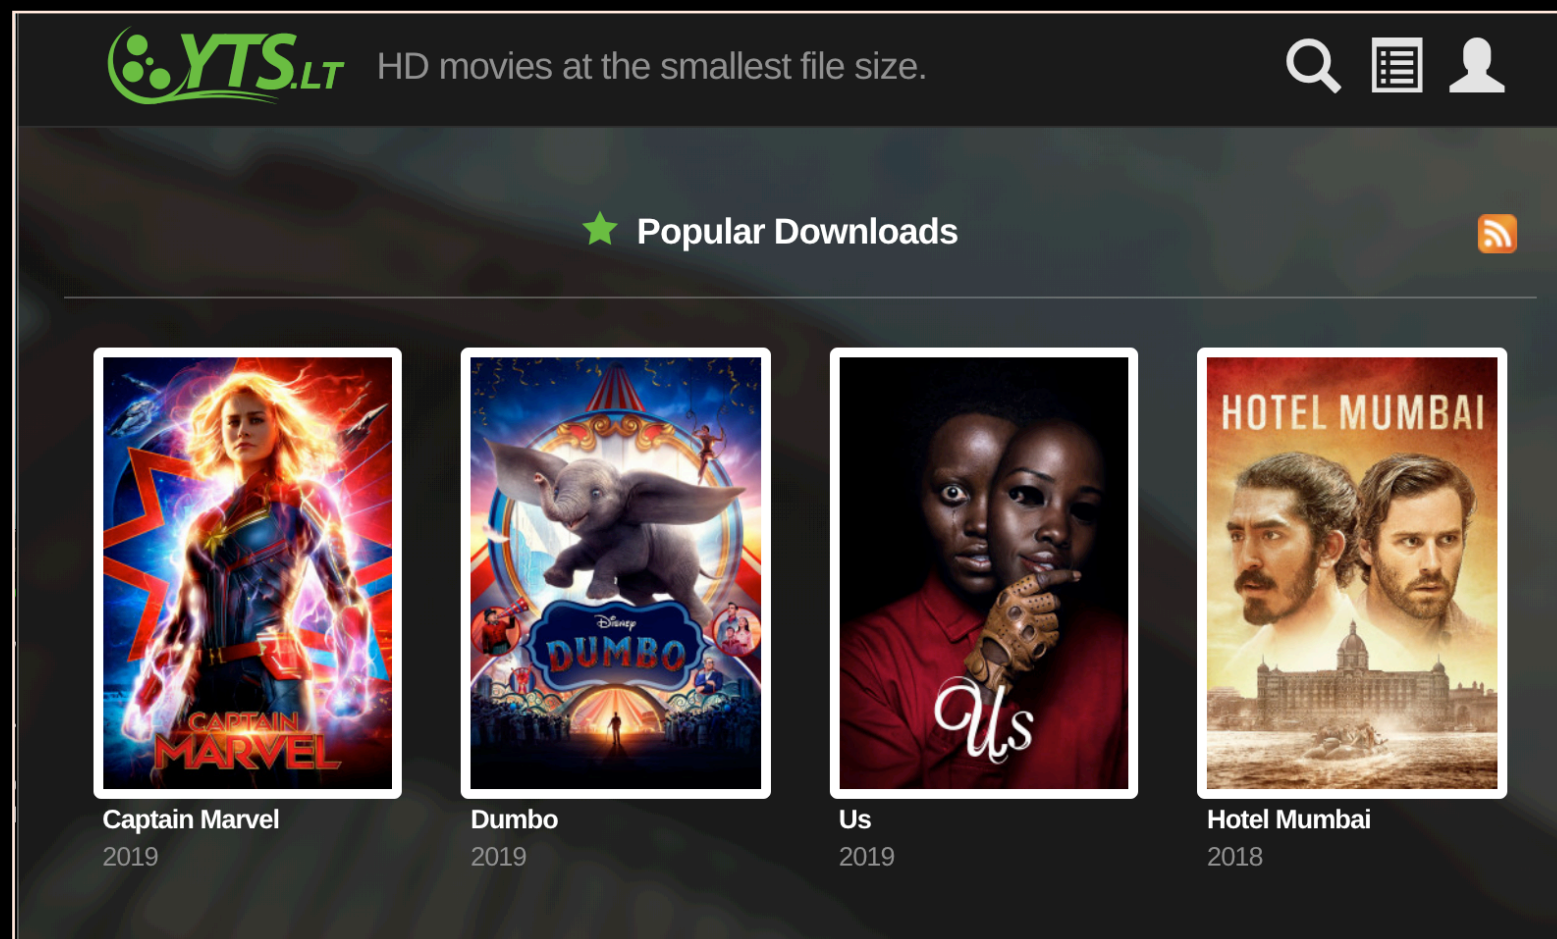 YTS.LT
HD movies at the smallest file size.
Popular Downloads
CAPTAIN
MARVEL
Disney
DUMBO
Us
HOTEL MUMBAI
Captain Marvel
Dumbo
Us
Hotel Mumbai
2019
2019
2019
2018